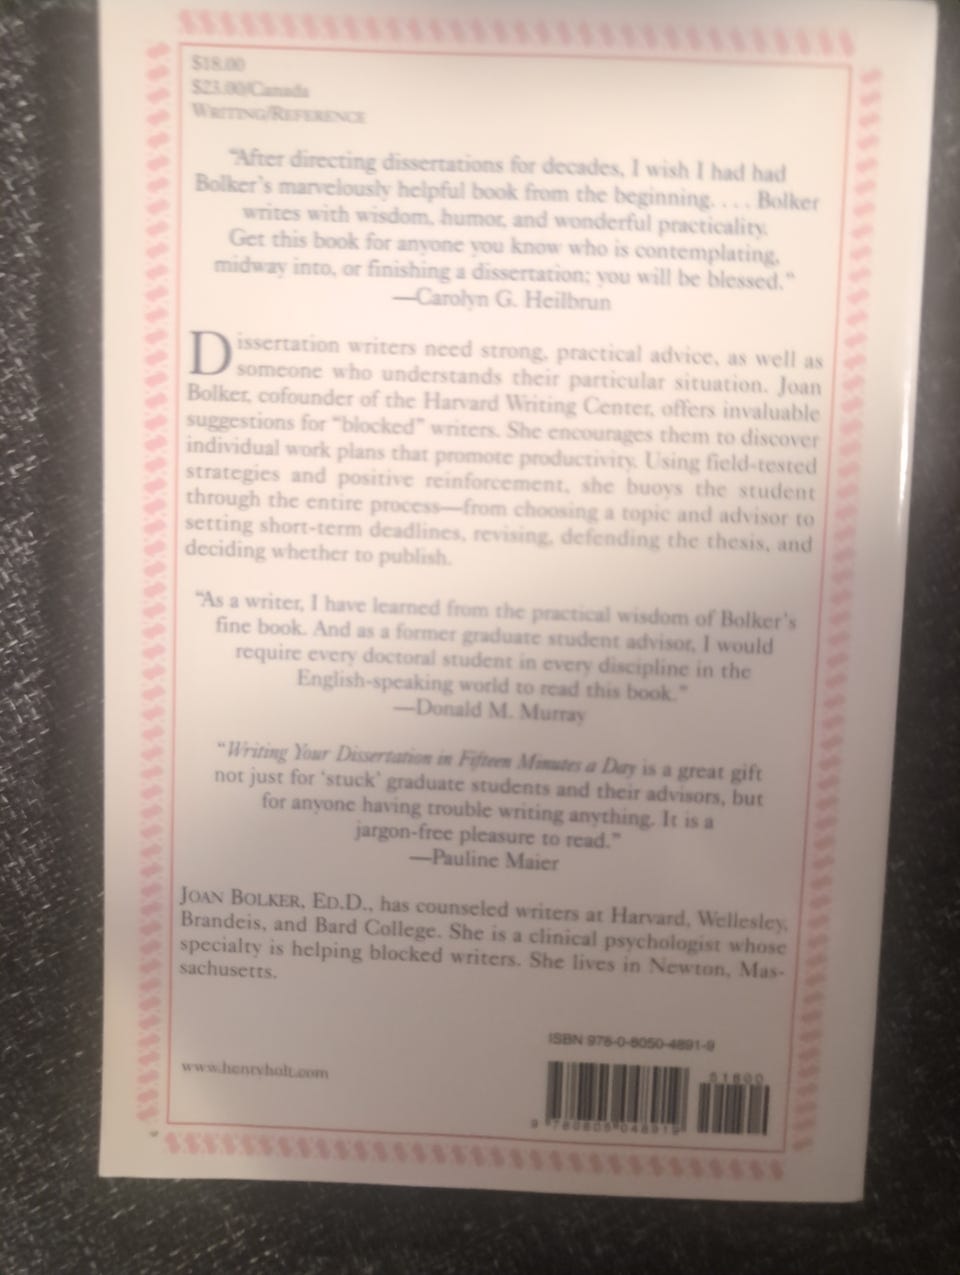 $18.00
$23.00/Canada
WRITING/REFERENCE
“After directing dissertations for decades, I wish I had had
Bolker’s marvelously helpful book from the beginning. . . . Bolker
writes with wisdom, humor, and wonderful practicality.
Get this book for anyone you know who is contemplating,
midway into, or finishing a dissertation; you will be blessed.”
—Carolyn G. Heilbrun
Dissertation writers need strong, practical advice, as well as
someone who understands their particular situation. Joan
Bolker, cofounder of the Harvard Writing Center, offers invaluable
suggestions for “blocked” writers. She encourages them to discover
individual work plans that promote productivity. Using field-tested
strategies and positive reinforcement, she buoys the student
through the entire process—from choosing a topic and advisor to
setting short-term deadlines, revising, defending the thesis, and
deciding whether to publish.
“As a writer, I have learned from the practical wisdom of Bolker’s
fine book. And as a former graduate student advisor, I would
require every doctoral student in every discipline in the
English-speaking world to read this book.”
—Donald M. Murray
“Writing Your Dissertation in Fifteen Minutes a Day is a great gift
not just for ‘stuck’ graduate students and their advisors, but
for anyone having trouble writing anything. It is a
jargon-free pleasure to read.”
—Pauline Maier
JOAN BOLKER, ED.D., has counseled writers at Harvard, Wellesley,
Brandeis, and Bard College. She is a clinical psychologist whose
specialty is helping blocked writers. She lives in Newton, Mas-
sachusetts.
ISBN 978-0-8050-4891-9
www.henryholt.com
51800
9 780805 048919